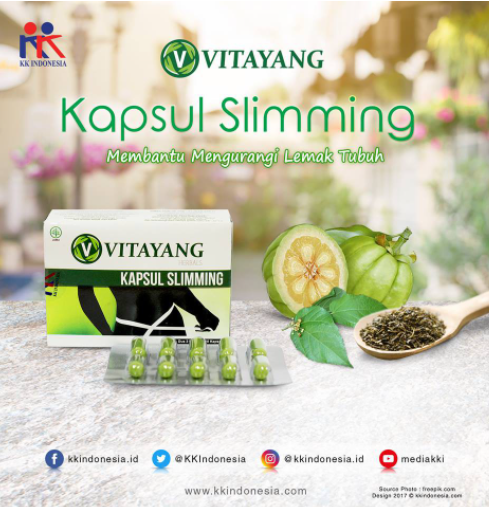 KK INDONESIA
VITAYANG
Kapsul Slimming
Membantu Mengurangi Lemak Tubuh
VITAYANG
KAPSUL SLIMMING
kkindonesia.id
@KKIndonesia
@kkindonesia.id
mediakki
www.kkindonesia.com
Source Photo : freepik.com
Design 2017 © kkindonesia.com